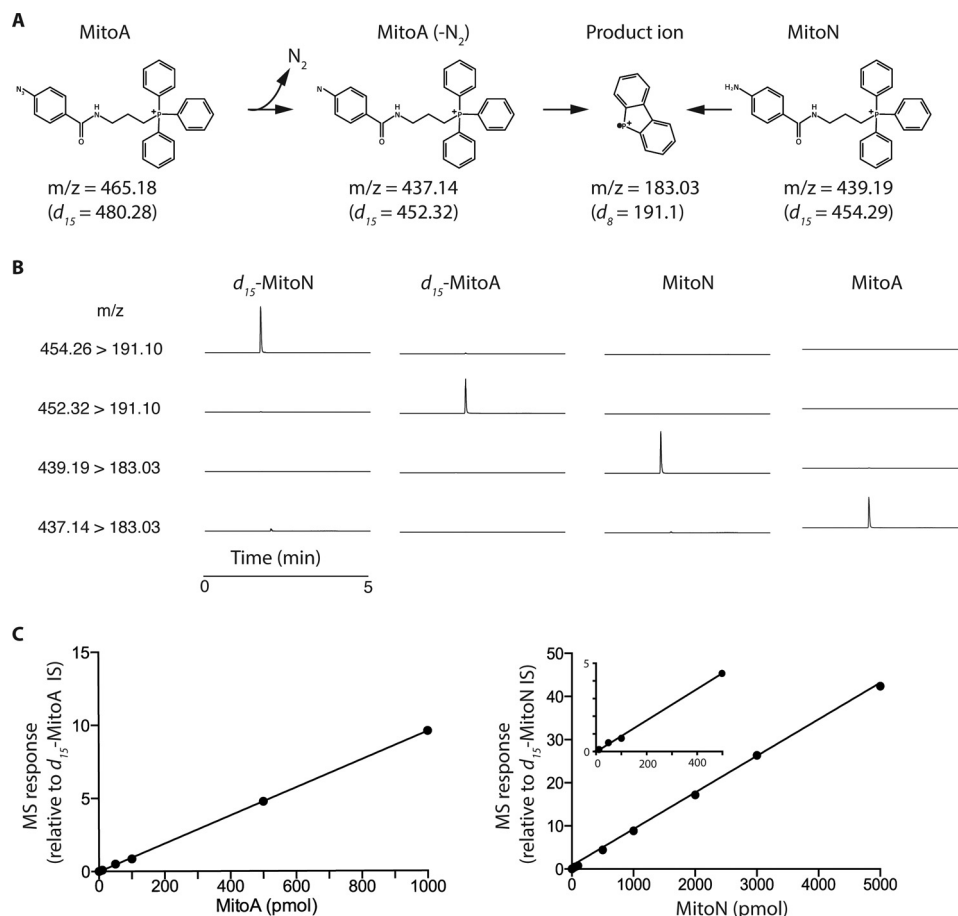 A
MitoA
MitoA (-N2)
Product ion
MitoN
N2
N3
H
N
O
P
+
N
H
N
O
P
+
P
+
H2N
H
N
O
P
+
m/z = 465.18
(d15 = 480.28)
m/z = 437.14
(d15 = 452.32)
m/z = 183.03
(d8 = 191.1)
m/z = 439.19
(d15 = 454.29)
B
d15-MitoN
d15-MitoA
MitoN
MitoA
m/z
454.26 > 191.10
452.32 > 191.10
439.19 > 183.03
437.14 > 183.03
Time (min)
0
5
C
MS response
(relative to d15-MitoA IS)
15
10
5
0
0
200
400
600
800
1000
MitoA (pmol)
MS response
(relative to d15-MitoN IS)
50
40
30
20
10
0
0
1000
2000
3000
4000
5000
MitoN (pmol)
5
0
200
400